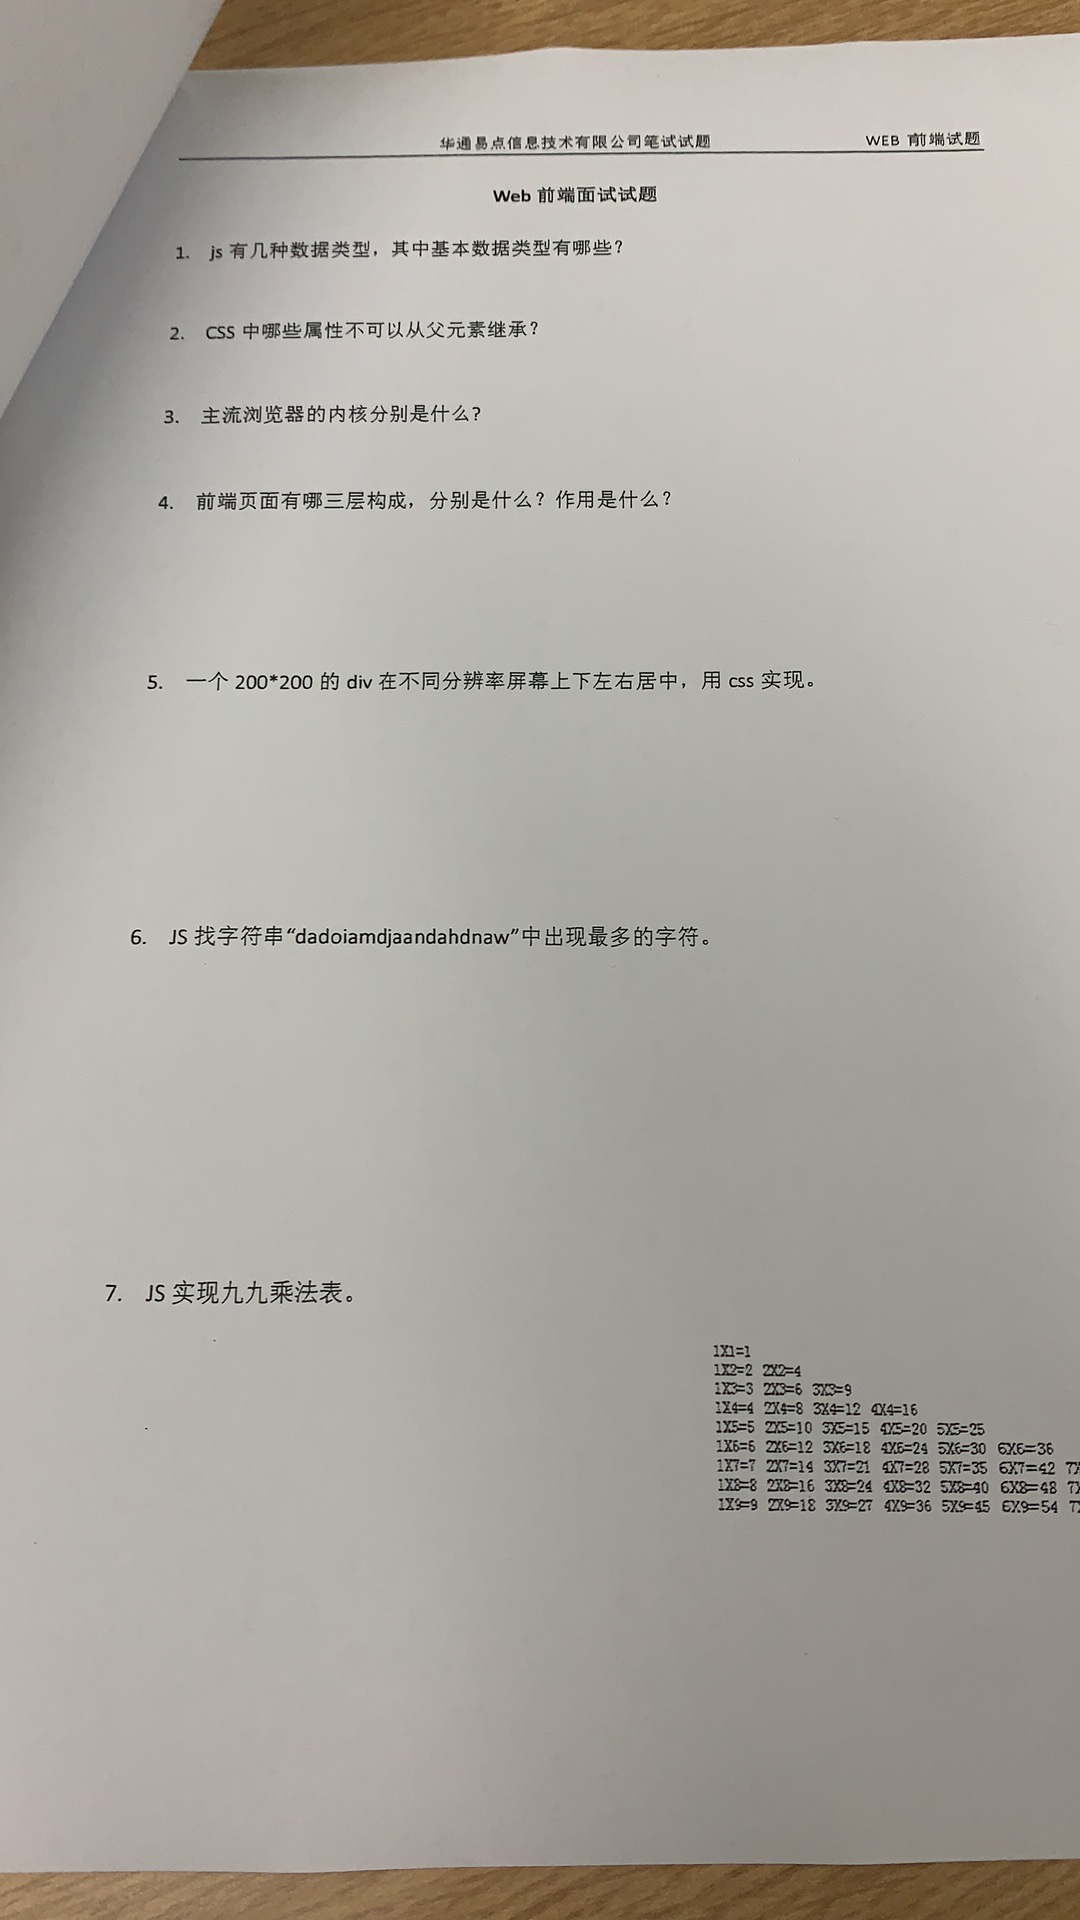 华通易点信息技术有限公司笔试试题 WEB 前端试题
Web 前端面试试题
1. js 有几种数据类型，其中基本数据类型有哪些？
2. CSS 中哪些属性不可以从父元素继承？
3. 主流浏览器的内核分别是什么？
4. 前端页面有哪三层构成，分别是什么？作用是什么？
5. 一个 200*200 的 div 在不同分辨率屏幕上下左右居中，用 css 实现。
6. JS 找字符串“dadoiamdjaandahdnaw”中出现最多的字符。
7. JS 实现九九乘法表。
1X1=1
1X2=2 2X2=4
1X3=3 2X3=6 3X3=9
1X4=4 2X4=8 3X4=12 4X4=16
1X5=5 2X5=10 3X5=15 4X5=20 5X5=25
1X6=6 2X6=12 3X6=18 4X6=24 5X6=30 6X6=36
1X7=7 2X7=14 3X7=21 4X7=28 5X7=35 6X7=42
1X8=8 2X8=16 3X8=24 4X8=32 5X8=40 6X8=48
1X9=9 2X9=18 3X9=27 4X9=36 5X9=45 6X9=54